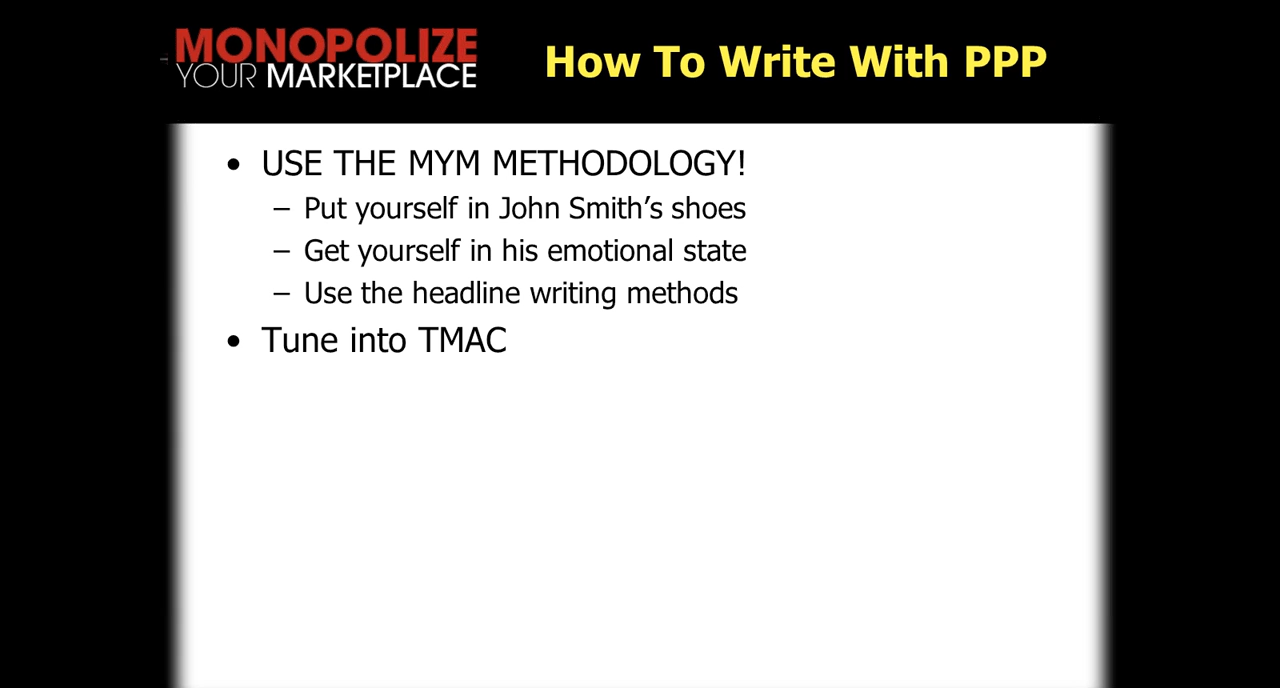 MONOPOLIZE
YOUR MARKETPLACE
How To Write With PPP
• USE THE MYM METHODOLOGY!
– Put yourself in John Smith’s shoes
– Get yourself in his emotional state
– Use the headline writing methods
• Tune into TMAC